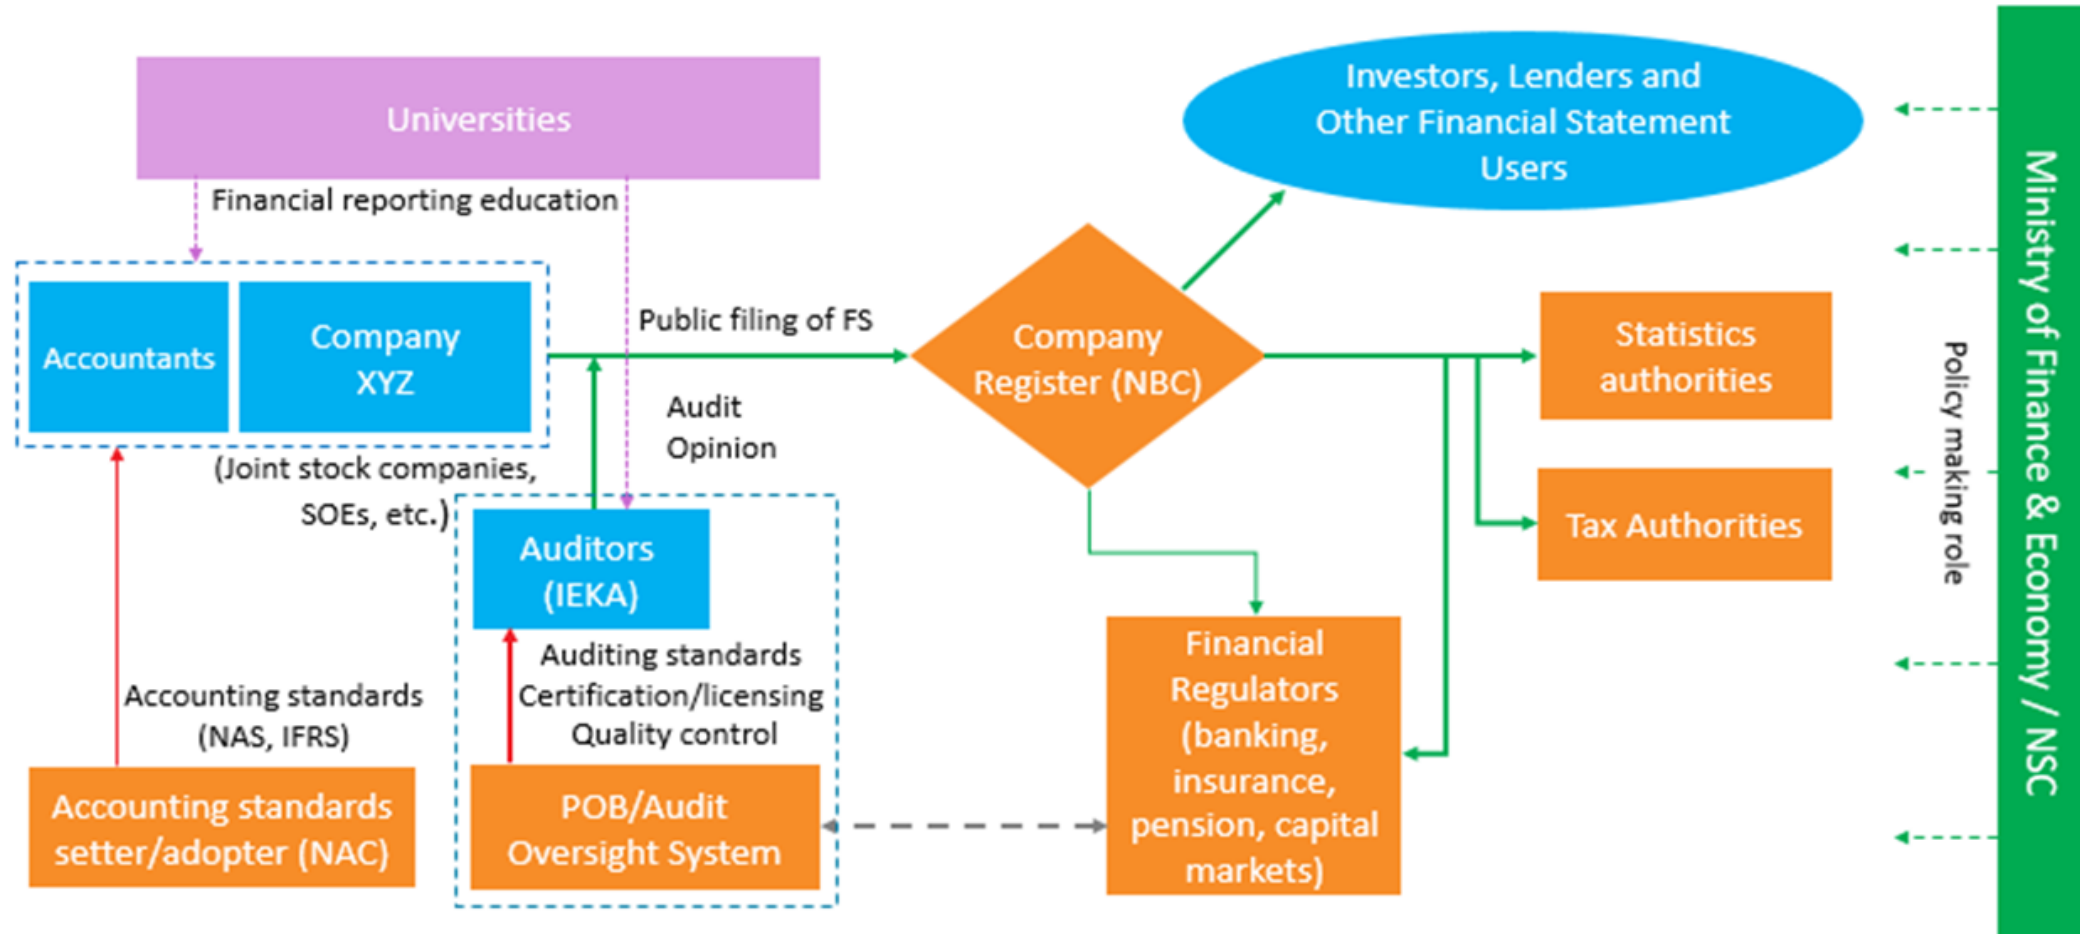 Universities
Financial reporting education
Investors, Lenders and
Other Financial Statement
Users
Accountants
Company
XYZ
(Joint stock companies,
SOEs, etc.)
Public filing of FS
Audit
Opinion
Company
Register (NBC)
Statistics
authorities
Tax Authorities
Auditors
(IEKA)
Auditing standards
Certification/licensing
Quality control
Accounting standards
(NAS, IFRS)
Accounting standards
setter/adopter (NAC)
POB/Audit
Oversight System
Financial
Regulators
(banking,
insurance,
pension, capital
markets)
Policy making role
Ministry of Finance & Economy / NSC